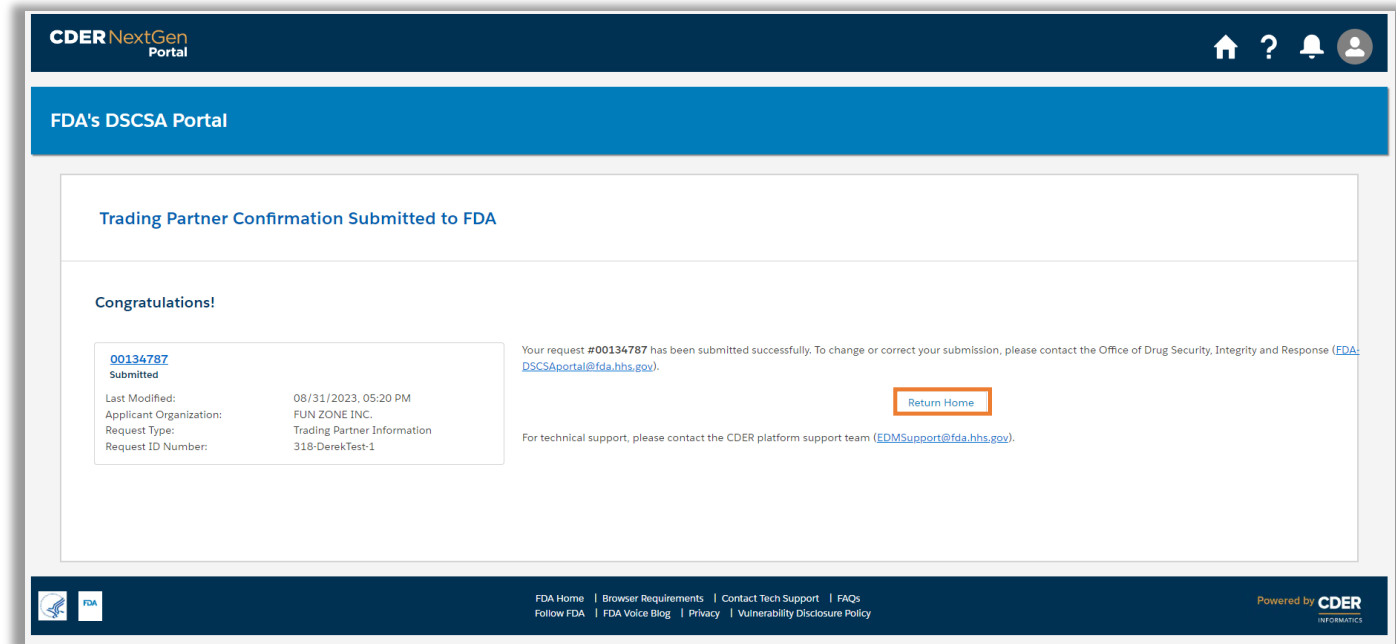 CDER NextGen
Portal
?
FDA's DSCSA Portal
Trading Partner Confirmation Submitted to FDA
Congratulations!
00134787
Submitted
Last Modified: 08/31/2023, 05:20 PM
Applicant Organization: FUN ZONE INC.
Request Type: Trading Partner Information
Request ID Number: 318-DerekTest-1
Your request #00134787 has been submitted successfully. To change or correct your submission, please contact the Office of Drug Security, Integrity and Response (FDA-
DSCSAportal@fda.hhs.gov).
Return Home
For technical support, please contact the CDER platform support team (EDMSupport@fda.hhs.gov).
FDA
FDA Home | Browser Requirements | Contact Tech Support | FAQs
Follow FDA | FDA Voice Blog | Privacy | Vulnerability Disclosure Policy
Powered by CDER
INFORMATICS